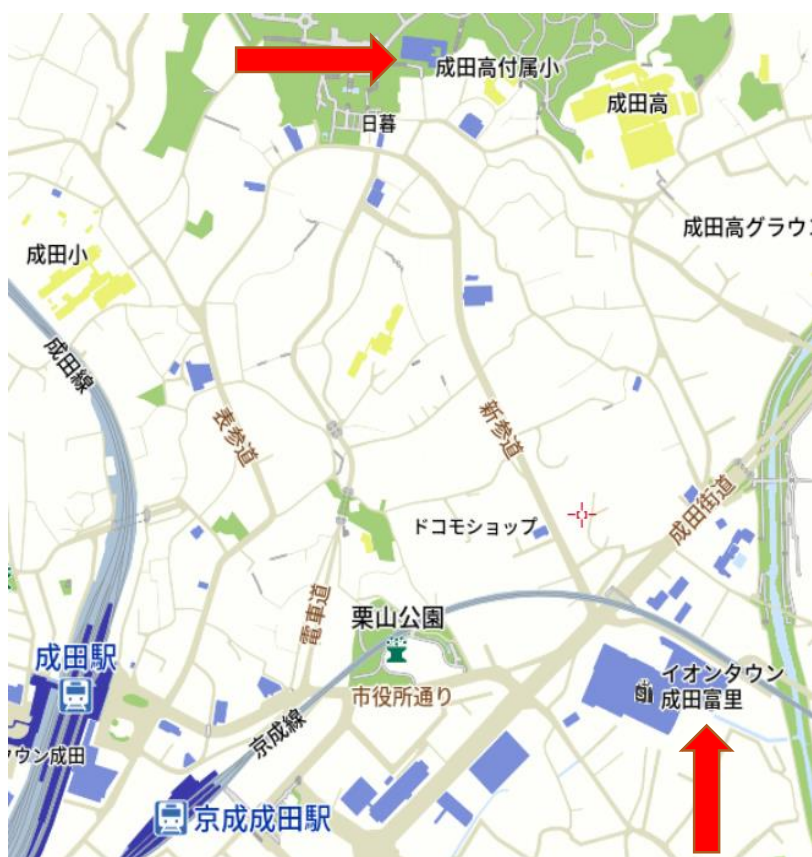 成田高付属小
成田高
日暮
成田高グラウン
成田小
成田線
表参道
新参道
成田街道
ドコモショップ
電車道
栗山公園
成田駅
市役所通り
イオンタウン
成田富里
京成線
ウン成田
京成成田駅